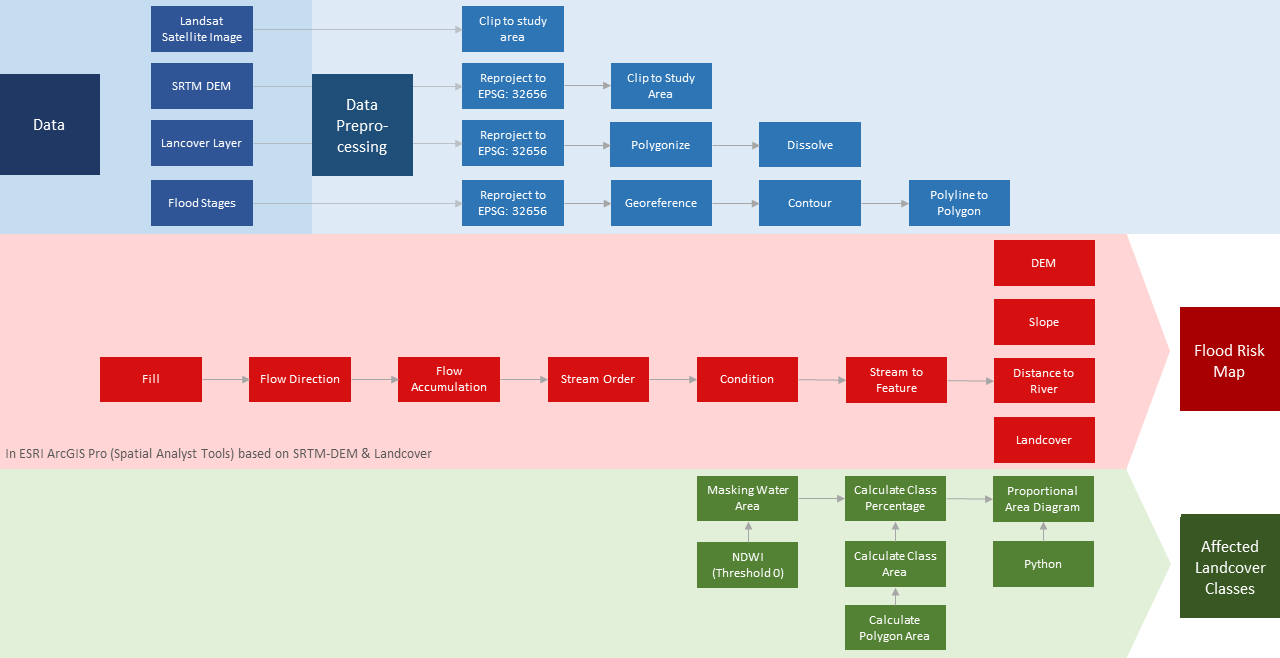 Data
Landsat
Satellite Image
SRTM DEM
Lancover Layer
Flood Stages
Data
Prepro-
cessing
Clip to study
area
Reproject to
EPSG: 32656
Clip to Study
Area
Reproject to
EPSG: 32656
Polygonize
Dissolve
Reproject to
EPSG: 32656
Georeference
Contour
Polyline to
Polygon
Fill
Flow Direction
Flow
Accumulation
Stream Order
Condition
Stream to
Feature
DEM
Slope
Distance to
River
Landcover
Flood Risk
Map
In ESRI ArcGIS Pro (Spatial Analyst Tools) based on SRTM-DEM & Landcover
Masking Water
Area
Calculate Class
Percentage
Proportional
Area Diagram
NDWI
(Threshold 0)
Calculate Class
Area
Python
Calculate
Polygon Area
Affected
Landcover
Classes